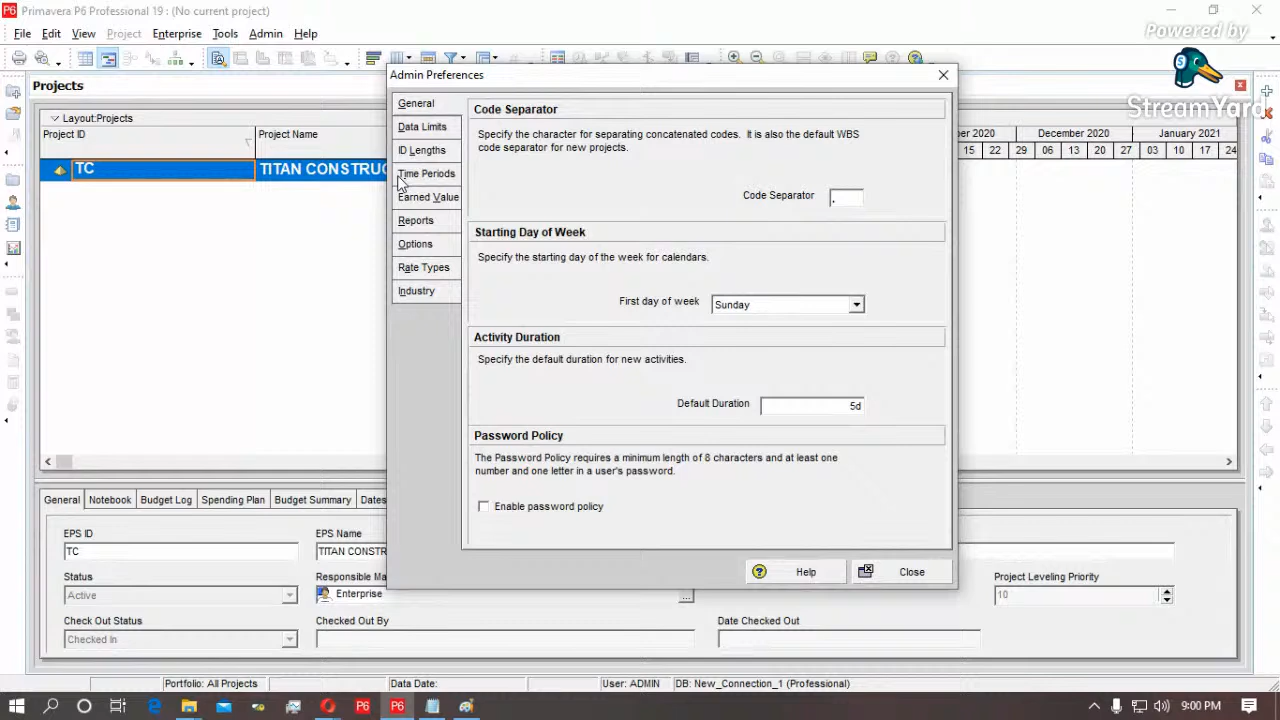 Primavera P6 Professional 19 : (No current project)
File Edit View Project Enterprise Tools Admin Help
Powered by
StreamYard
Projects
Layout:Projects
Project ID
Project Name
TC
TITAN CONSTRUC
Admin Preferences
General
Data Limits
ID Lengths
Time Periods
Earned Value
Reports
Options
Rate Types
Industry
Code Separator
Specify the character for separating concatenated codes. It is also the default WBS
code separator for new projects.
Code Separator .
Starting Day of Week
Specify the starting day of the week for calendars.
First day of week Sunday
Activity Duration
Specify the default duration for new activities.
Default Duration 5d
Password Policy
The Password Policy requires a minimum length of 8 characters and at least one
number and one letter in a user's password.
Enable password policy
Help Close
er 2020 December 2020 January 2021
15 22 29 06 13 20 27 03 10 17 24
General Notebook Budget Log Spending Plan Budget Summary Dates
EPS ID EPS Name
TC TITAN CONST
Status Responsible Ma Project Leveling Priority
Active Enterprise ... 10
Check Out Status Checked Out By Date Checked Out
Checked In
Portfolio: All Projects Data Date: User: ADMIN DB: New_Connection_1 (Professional)
9:00 PM